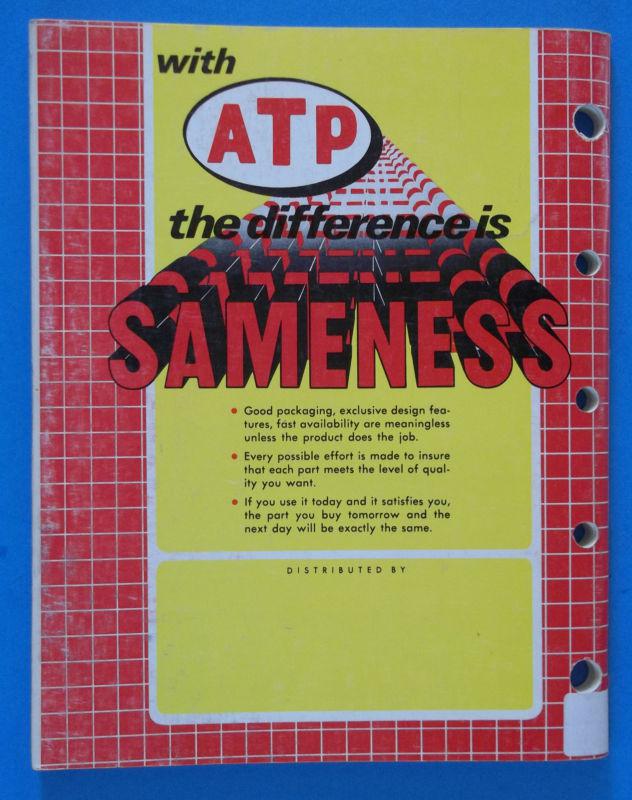 with
ATP
the difference is
SAMENESS
• Good packaging, exclusive design fea-
tures, fast availability are meaningless
unless the product does the job.
• Every possible effort is made to insure
that each part meets the level of qual-
ity you want.
• If you use it today and it satisfies you,
the part you buy tomorrow and the
next day will be exactly the same.
DISTRIBUTED BY